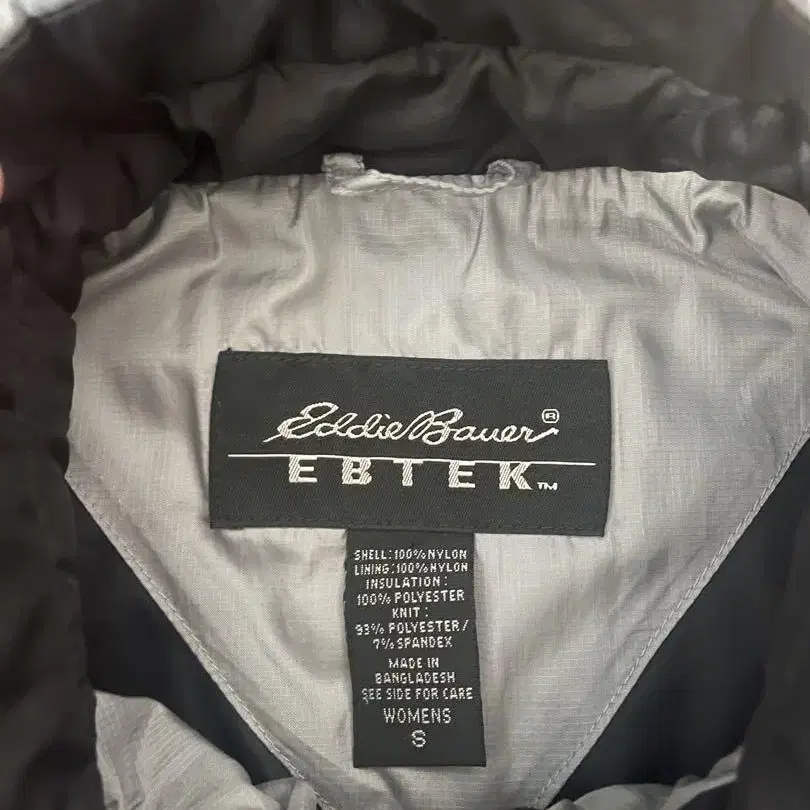 Eddie Bauer®
EBTEK™
SHELL: 100% NYLON
LINING: 100% NYLON
INSULATION:
100% POLYESTER
KNIT:
93% POLYESTER/
7% SPANDEX
MADE IN
BANGLADESH
SEE SIDE FOR CARE
WOMENS
S